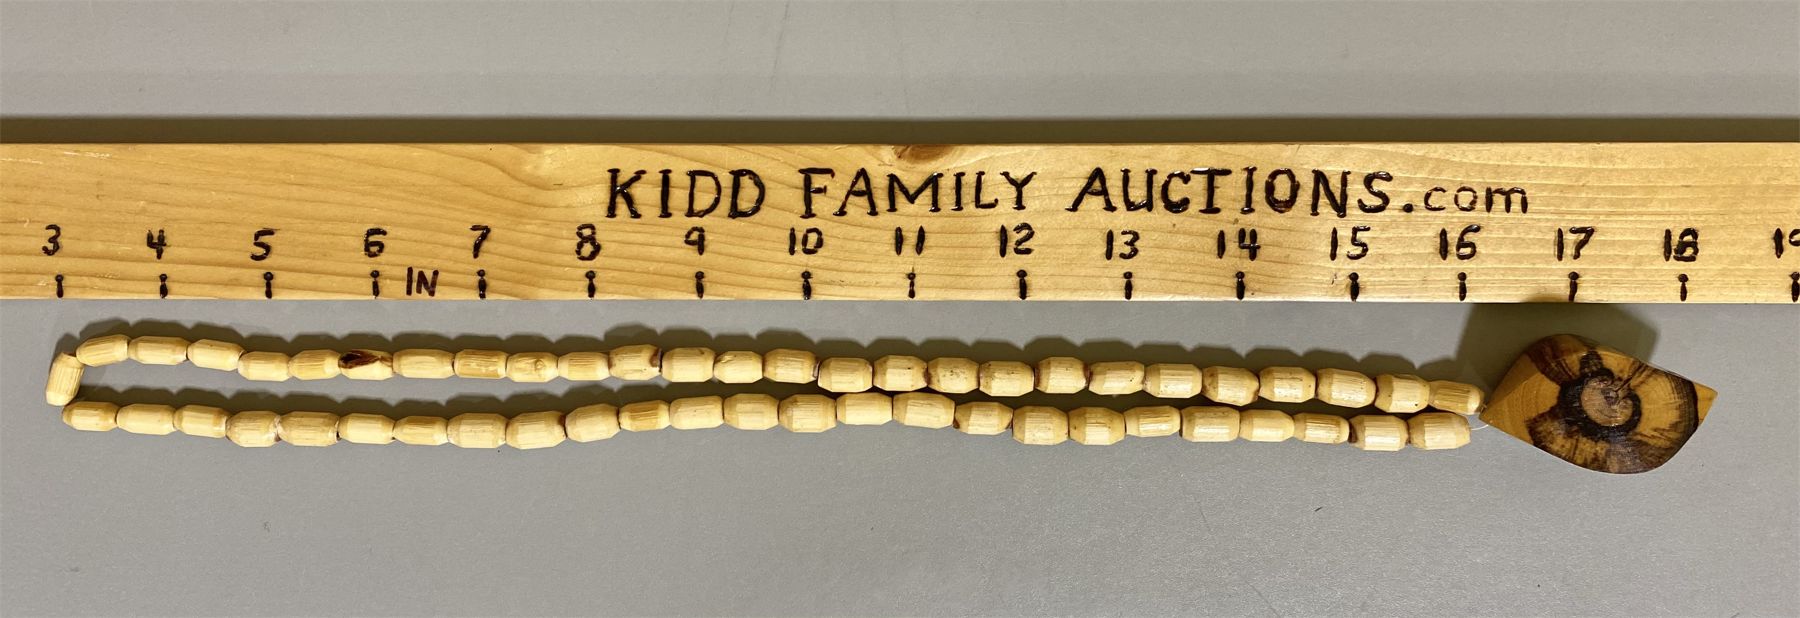 KIDD FAMILY AUCTIONS.com
3 4 5 6 7 8 9 10 11 12 13 14 15 16 17 18 19
IN